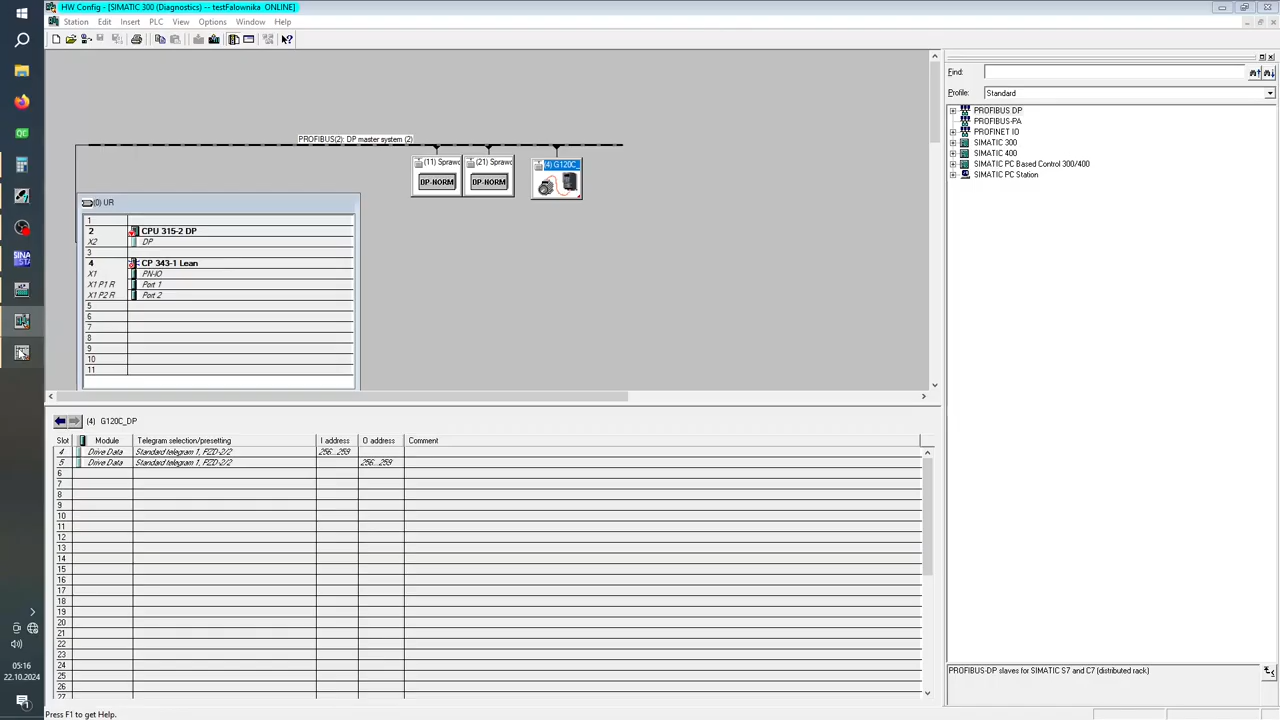 HW Config - [SIMATIC 300 (Diagnostics) -- testFalownika ONLINE]
Station Edit Insert PLC View Options Window Help
PROFIBUS(2): DP master system (2)
(11) Sprawc
(21) Sprawc
(4) G120C_
DP-NORM
DP-NORM
(0) UR
1
2 CPU 315-2 DP
X2 DP
3
4 CP 343-1 Lean
X1 PN-IO
X1 P1 R Port 1
X1 P2 R Port 2
5
6
7
8
9
10
11
Find:
Profile: Standard
PROFIBUS DP
PROFIBUS-PA
PROFINET IO
SIMATIC 300
SIMATIC 400
SIMATIC PC Based Control 300/400
SIMATIC PC Station
(4) G120C_DP
Slot Module Telegram selection/presetting I address O address Comment
4 Drive Data Standard telegram 1, PZD-2/2 256...259
5 Drive Data Standard telegram 1, PZD-2/2 256...259
6
7
8
9
10
11
12
13
14
15
16
17
18
19
20
21
22
23
24
25
26
27
PROFIBUS-DP slaves for SIMATIC S7 and C7 (distributed rack)
Press F1 to get Help.
QC
SINA
STA
05:16
22.10.2024
1